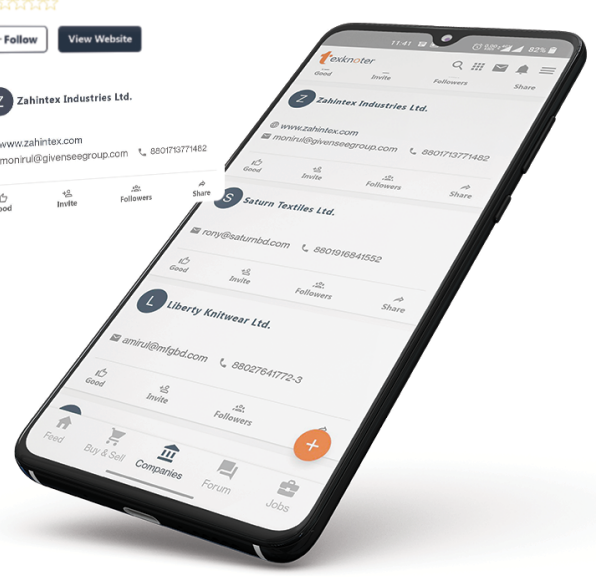 Follow
View Website
Z
Zahintex Industries Ltd.
www.zahintex.com
monirul@givenseegroup.com
8801713771482
Invite
Followers
Share
11:41
82%
texknoter
Good
Invite
Followers
Share
Z
Zahintex Industries Ltd.
www.zahintex.com
monirul@givenseegroup.com
8801713771482
Good
Invite
Followers
Share
S
Saturn Textiles Ltd.
rony@saturnbd.com
8801916841552
Good
Invite
Followers
Share
L
Liberty Knitwear Ltd.
amirul@mfgbd.com
88027641772-3
Good
Invite
Followers
+
Feed
Buy & Sell
Companies
Forum
Jobs